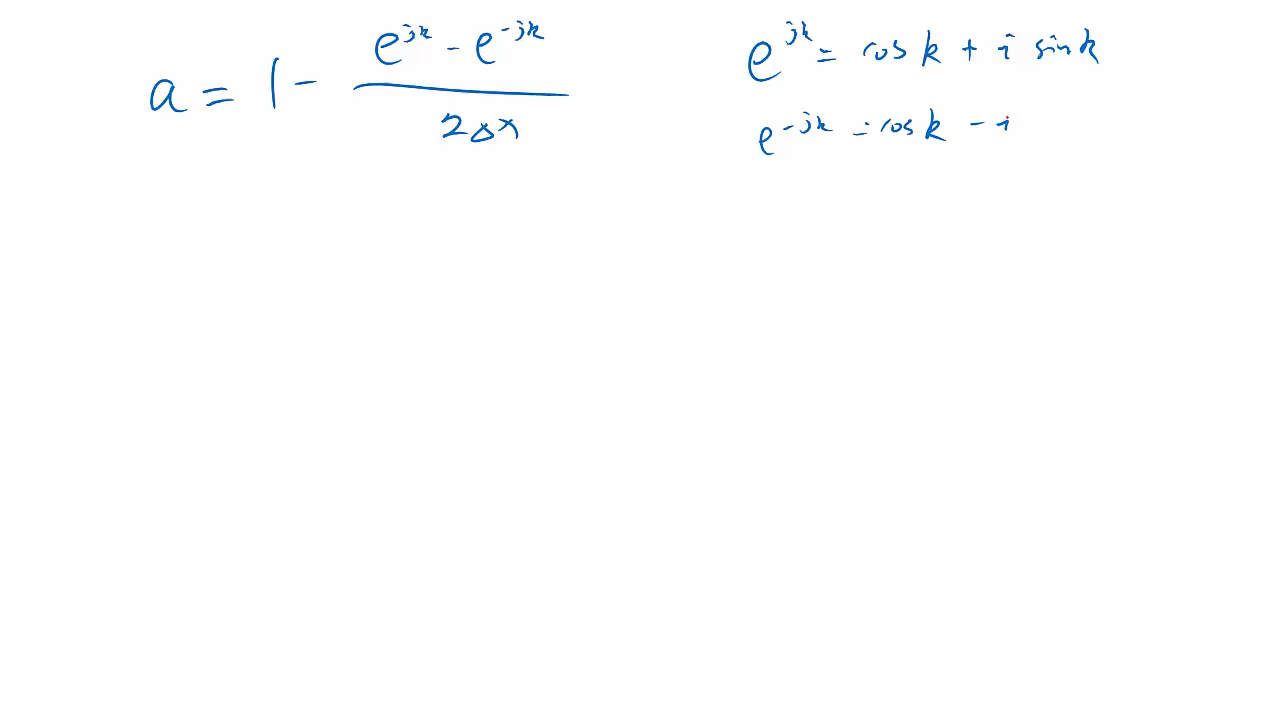 a = 1 - (e^{jk} - e^{-jk}) / (2Δx)
e^{jk} = cos k + i sin k
e^{-jk} = cos k - i